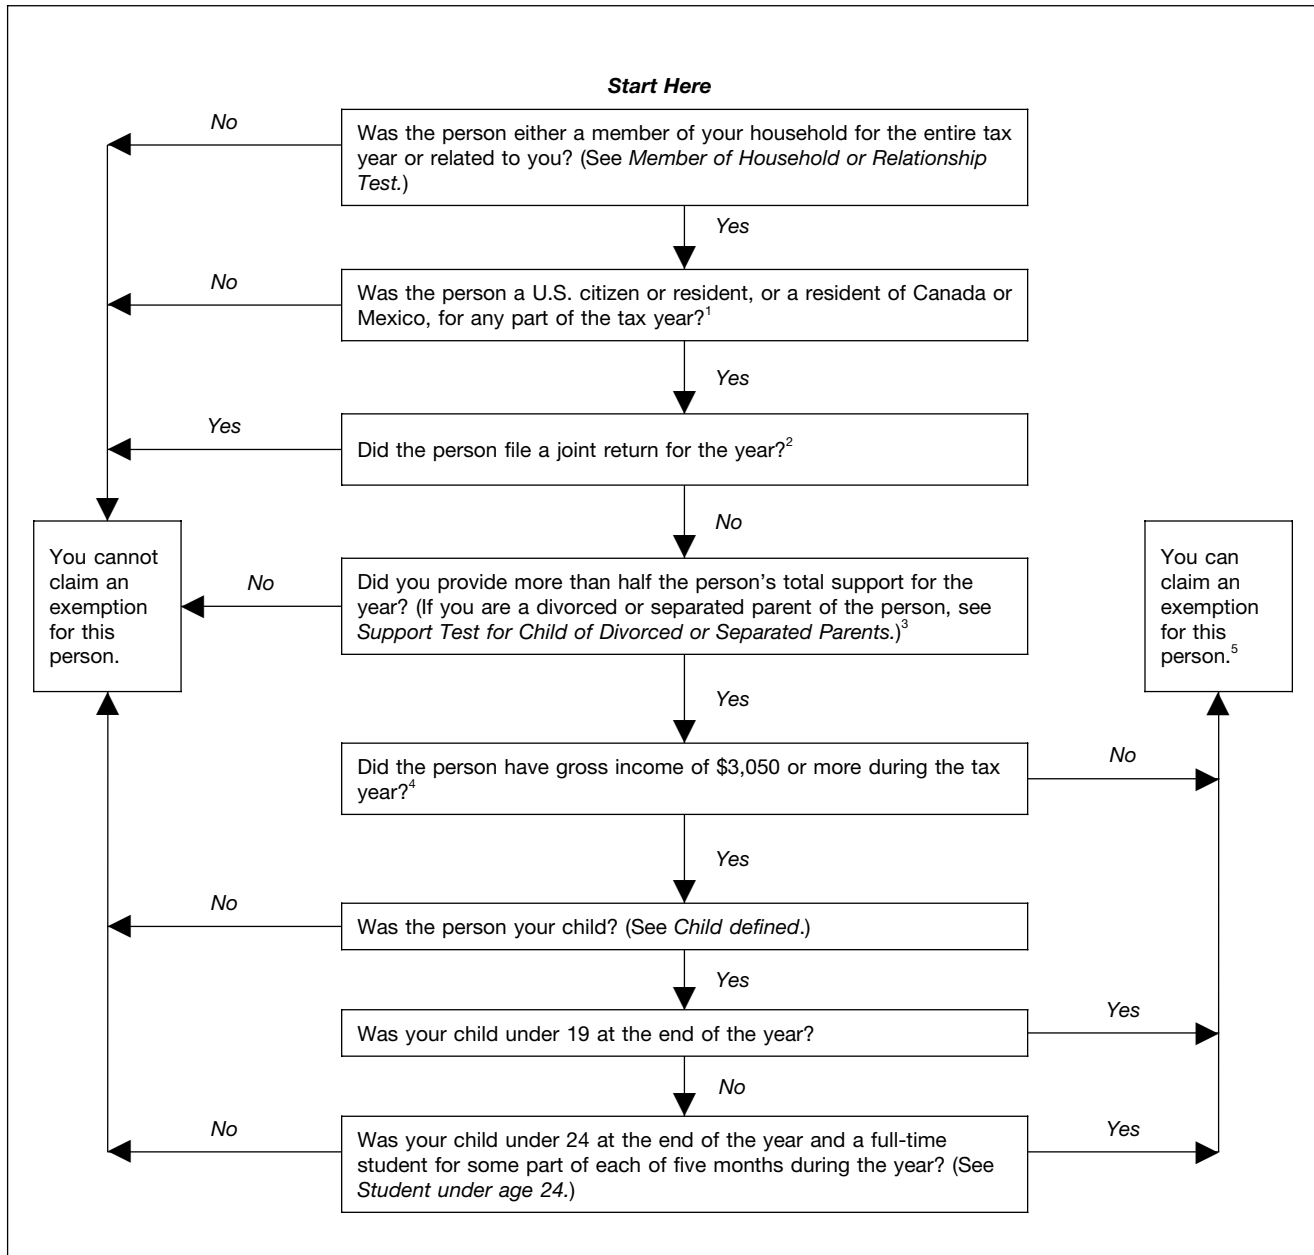 Start Here
No
Was the person either a member of your household for the entire tax
year or related to you? (See Member of Household or Relationship
Test.)
Yes
No
Was the person a U.S. citizen or resident, or a resident of Canada or
Mexico, for any part of the tax year?1
Yes
Yes
Did the person file a joint return for the year?2
No
You cannot
claim an
exemption
for this
person.
No
Did you provide more than half the person's total support for the
year? (If you are a divorced or separated parent of the person, see
Support Test for Child of Divorced or Separated Parents.)3
You can
claim an
exemption
for this
person.5
Yes
Did the person have gross income of $3,050 or more during the tax
year?4
No
Yes
No
Was the person your child? (See Child defined.)
Yes
Was your child under 19 at the end of the year?
Yes
No
No
Was your child under 24 at the end of the year and a full-time
student for some part of each of five months during the year? (See
Student under age 24.)
Yes